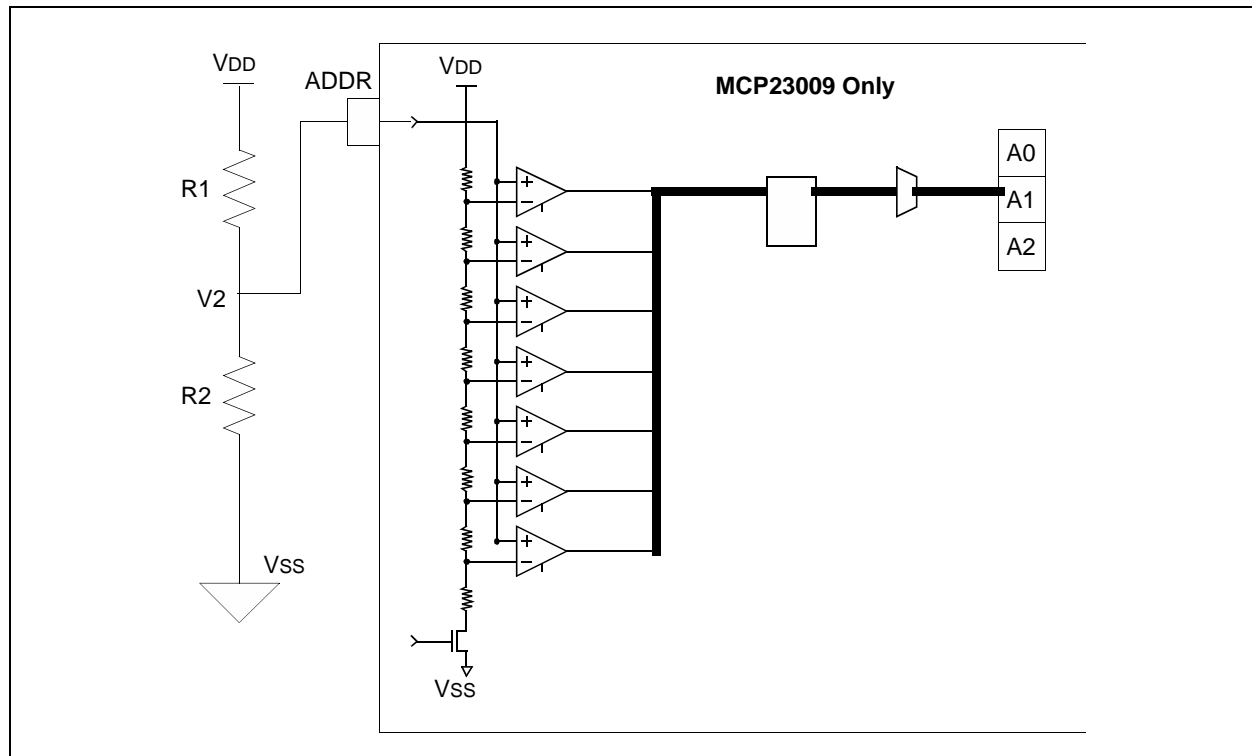 VDD
ADDR
VDD
MCP23009 Only
A0
A1
A2
R1
V2
R2
VSS
VSS
+
−
+
−
+
−
+
−
+
−
+
−
+
−